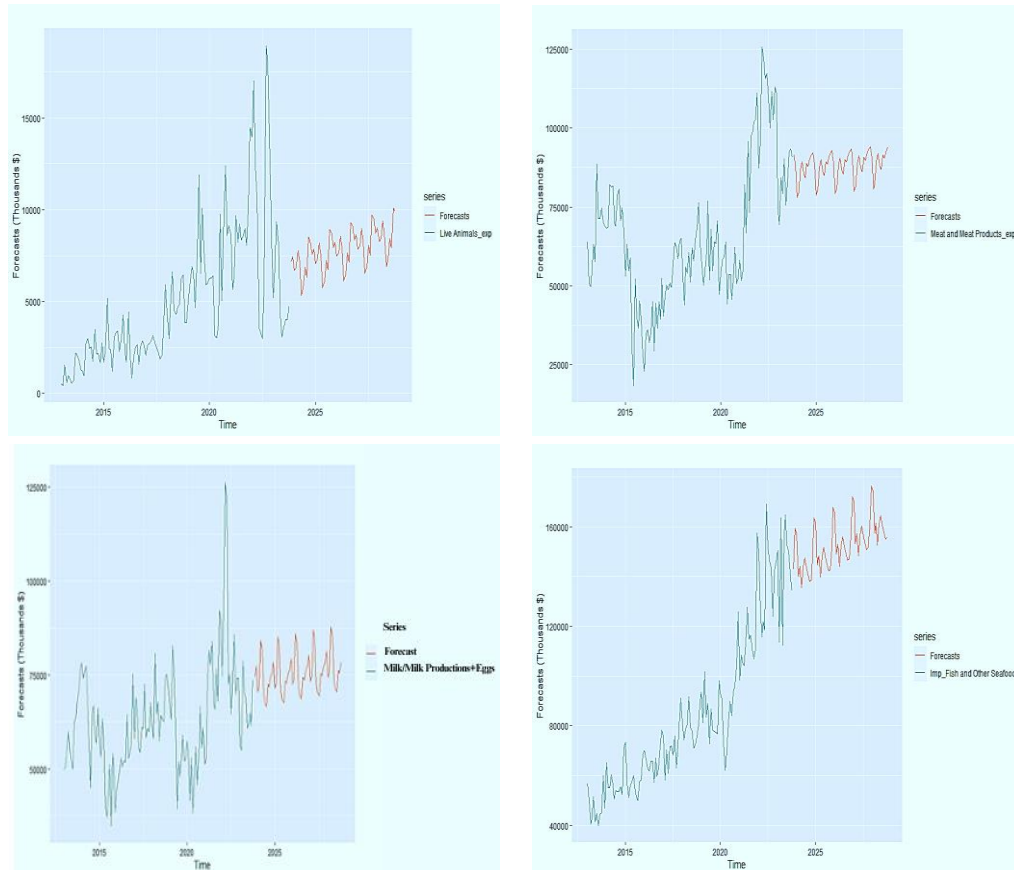 Forecasts (Thousands $)
15000
10000
5000
0
2015
2020
2025
Time
series
Forecasts
Live Animals_exp
Forecasts (Thousands $)
125000
100000
75000
50000
25000
2015
2020
2025
Time
series
Forecasts
Meat and Meat Products_exp
Forecasts (Thousands $)
125000
100000
75000
50000
2015
2020
2025
Time
Series
Forecast
Milk/Milk Productions+Eggs
Forecasts (Thousands $)
160000
120000
80000
40000
2015
2020
2025
Time
series
Forecasts
Imp_Fish and Other Seafood